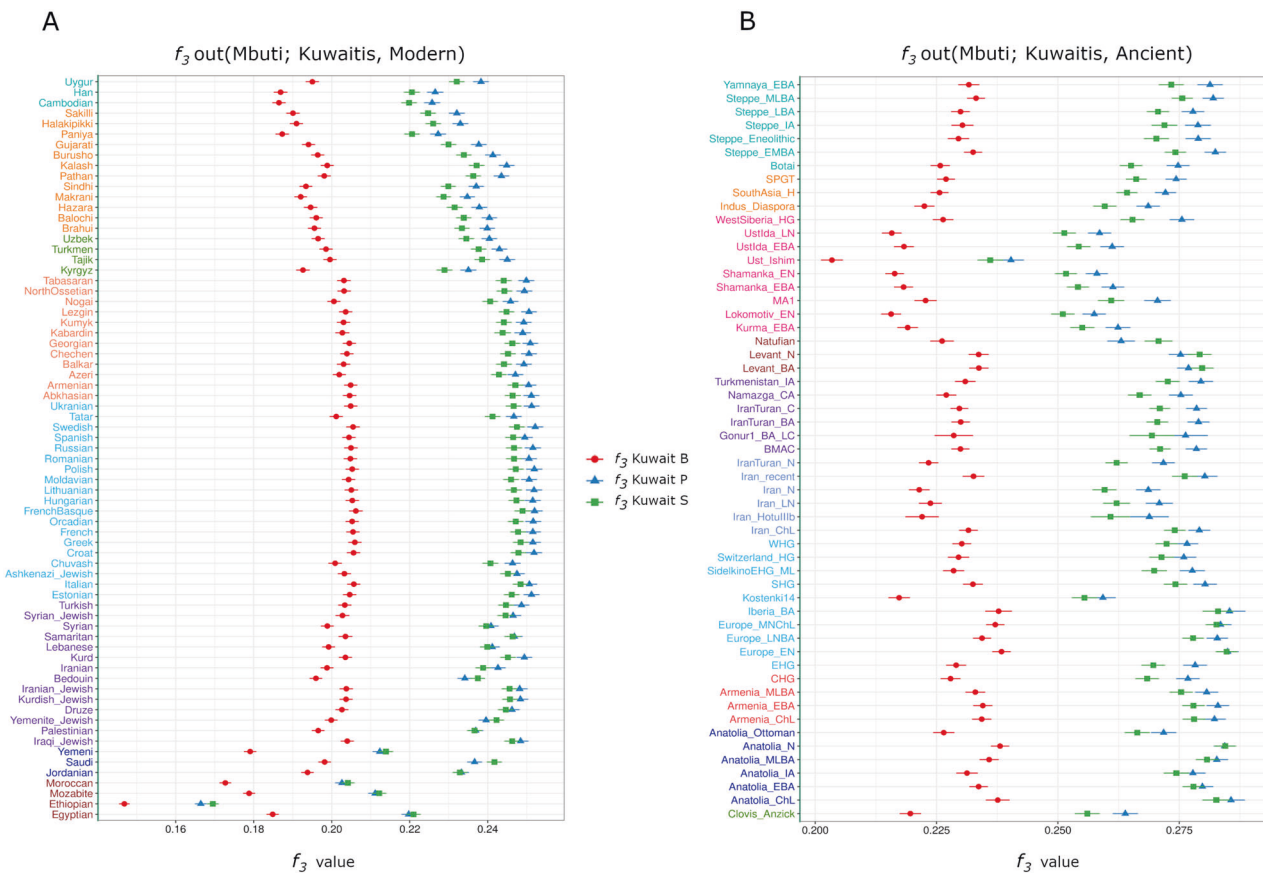 A
f3 out(Mbuti; Kuwaitis, Modern)
Uygur
Han
Cambodian
Sakilli
Halakipikki
Paniya
Gujarati
Burusho
Kalash
Pathan
Sindhi
Makrani
Hazara
Balochi
Brahui
Uzbek
Turkmen
Tajik
Kyrgyz
Tabasaran
NorthOssetian
Nogai
Lezgin
Kumyk
Kabardin
Georgian
Chechen
Balkar
Azeri
Armenian
Abkhasian
Ukranian
Tatar
Swedish
Spanish
Russian
Romanian
Polish
Moldavian
Lithuanian
Hungarian
FrenchBasque
Orcadian
French
Greek
Croat
Chuvash
Ashkenazi_Jewish
Italian
Estonian
Turkish
Syrian_Jewish
Syrian
Samaritan
Lebanese
Kurd
Iranian
Bedouin
Iranian_Jewish
Kurdish_Jewish
Druze
Yemenite_Jewish
Palestinian
Iraqi_Jewish
Yemeni
Saudi
Jordanian
Moroccan
Mozabite
Ethiopian
Egyptian
0.16 0.18 0.20 0.22 0.24
f3 value
f3 Kuwait B
f3 Kuwait P
f3 Kuwait S
B
f3 out(Mbuti; Kuwaitis, Ancient)
Yamnaya_EBA
Steppe_MLBA
Steppe_LBA
Steppe_IA
Steppe_Eneolithic
Steppe_EMBA
Botai
SPGT
SouthAsia_H
Indus_Diaspora
WestSiberia_HG
UstIda_LN
UstIda_EBA
Ust_Ishim
Shamanka_EN
Shamanka_EBA
MA1
Lokomotiv_EN
Kurma_EBA
Natufian
Levant_N
Levant_BA
Turkmenistan_IA
Namazga_CA
IranTuran_C
IranTuran_BA
Gonur1_BA_LC
BMAC
IranTuran_N
Iran_recent
Iran_N
Iran_LN
Iran_HotuIIIb
Iran_ChL
WHG
Switzerland_HG
SidelkinoEHG_ML
SHG
Kostenki14
Iberia_BA
Europe_MNChL
Europe_LNBA
Europe_EN
EHG
CHG
Armenia_MLBA
Armenia_EBA
Armenia_ChL
Anatolia_Ottoman
Anatolia_N
Anatolia_MLBA
Anatolia_IA
Anatolia_EBA
Anatolia_ChL
Clovis_Anzick
0.200 0.225 0.250 0.275
f3 value